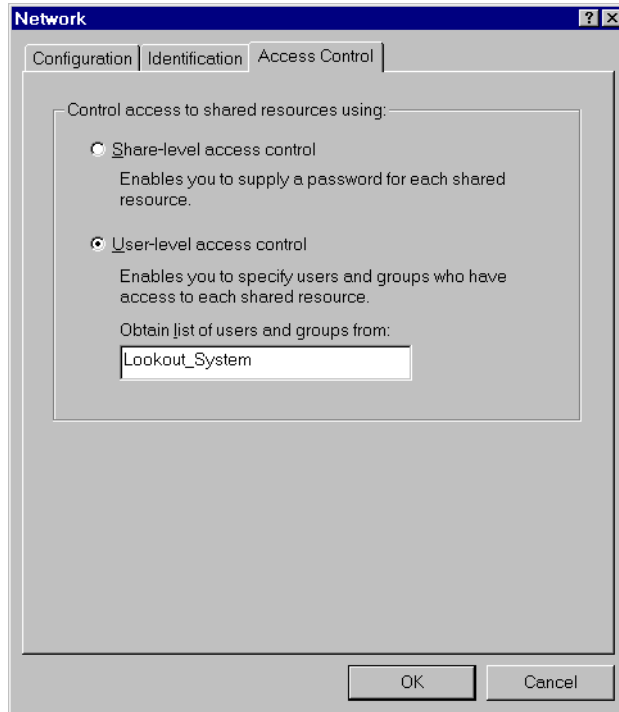 Network
Configuration
Identification
Access Control
Control access to shared resources using:
Share-level access control
Enables you to supply a password for each shared
resource.
User-level access control
Enables you to specify users and groups who have
access to each shared resource.
Obtain list of users and groups from:
Lookout_System
OK
Cancel